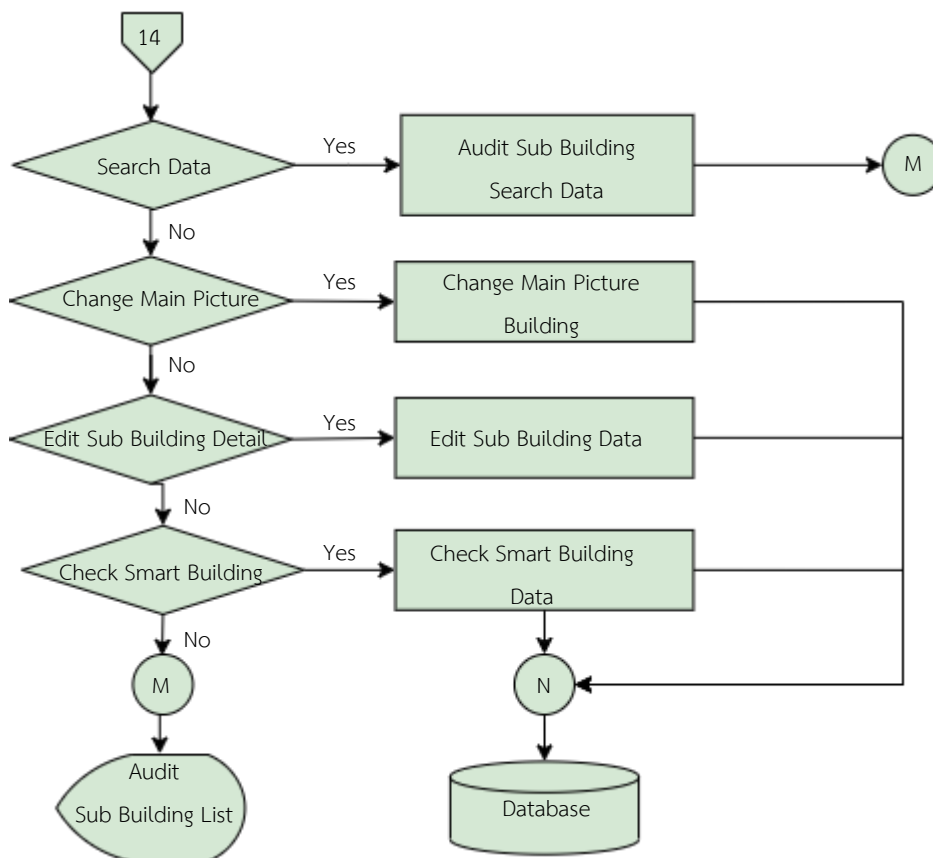 14
Search Data
Yes
Audit Sub Building
Search Data
M
No
Change Main Picture
Yes
Change Main Picture
Building
No
Edit Sub Building Detail
Yes
Edit Sub Building Data
No
Check Smart Building
Yes
Check Smart Building
Data
No
M
N
Audit
Sub Building List
Database